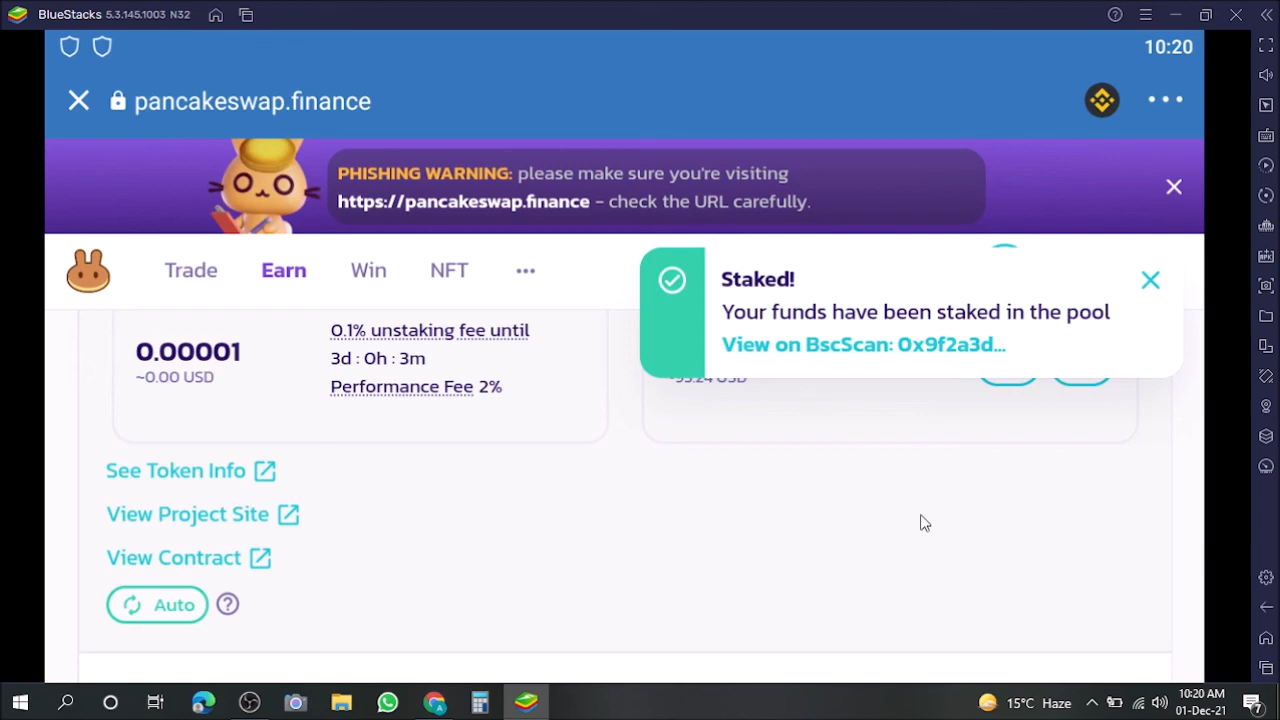 BlueStacks 5.3.145.1003 N32
10:20
pancakeswap.finance
PHISHING WARNING: please make sure you're visiting
https://pancakeswap.finance - check the URL carefully.
Trade Earn Win NFT
Staked!
Your funds have been staked in the pool
View on BscScan: 0x9f2a3d...
0.00001
~0.00 USD
0.1% unstaking fee until
3d : 0h : 3m
Performance Fee 2%
See Token Info
View Project Site
View Contract
Auto
15°C Haze
10:20 AM
01-Dec-21
7